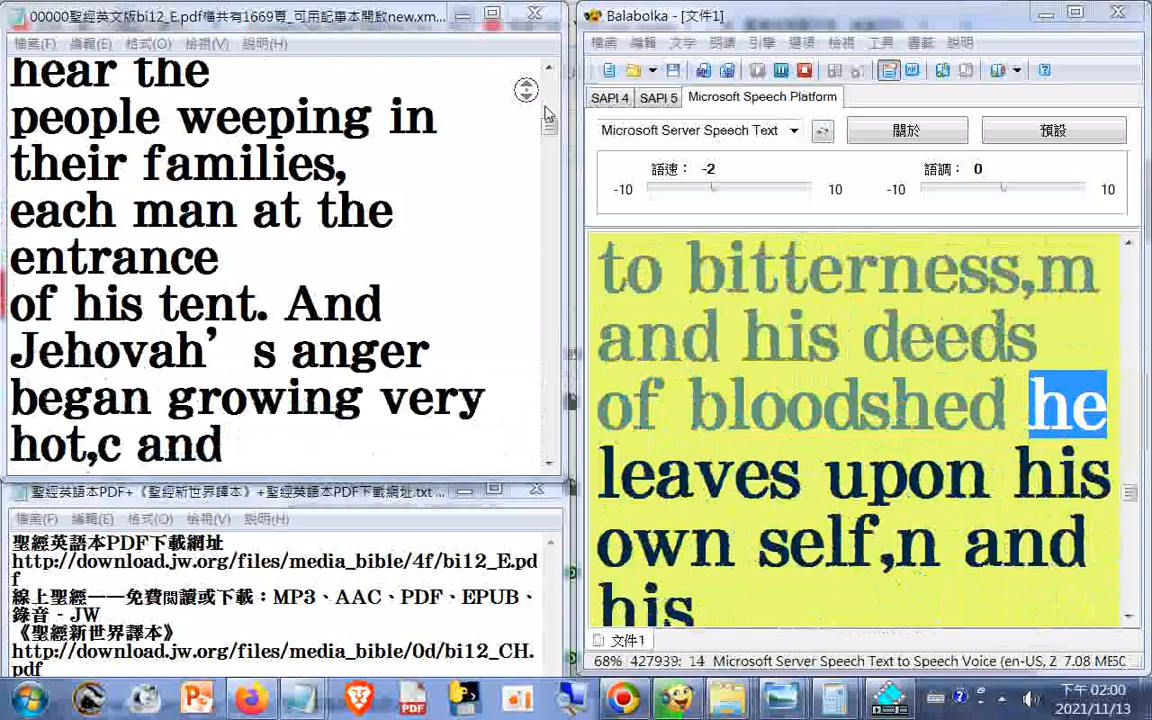 00000聖經英文版bi12_E.pdf檔共有1669頁_可用記事本開啟new.xm...
檔案(F) 編輯(E) 格式(O) 檢視(V) 說明(H)
hear the
people weeping in
their families,
each man at the
entrance
of his tent. And
Jehovah’s anger
began growing very
hot,c and
聖經英語本PDF+《聖經新世界譯本》+聖經英語本PDF下載網址.txt ...
檔案(F) 編輯(E) 格式(O) 檢視(V) 說明(H)
聖經英語本PDF下載網址
http://download.jw.org/files/media_bible/4f/bi12_E.pd
f
線上聖經——免費閱讀或下載：MP3、AAC、PDF、EPUB、
錄音 - JW
《聖經新世界譯本》
http://download.jw.org/files/media_bible/0d/bi12_CH.
pdf
Balabolka - [文件1]
檔案 編輯 文字 朗讀 引擎 選項 檢視 工具 書籤 說明
SAPI 4 SAPI 5 Microsoft Speech Platform
Microsoft Server Speech Text 關於 預設
語速： -2 語調： 0
-10 10 -10 10
to bitterness,m
and his deeds
of bloodshed he
leaves upon his
own self,n and
his
文件1
68% 427939: 14 Microsoft Server Speech Text to Speech Voice (en-US, Z 7.08 MB
下午 02:00
2021/11/13